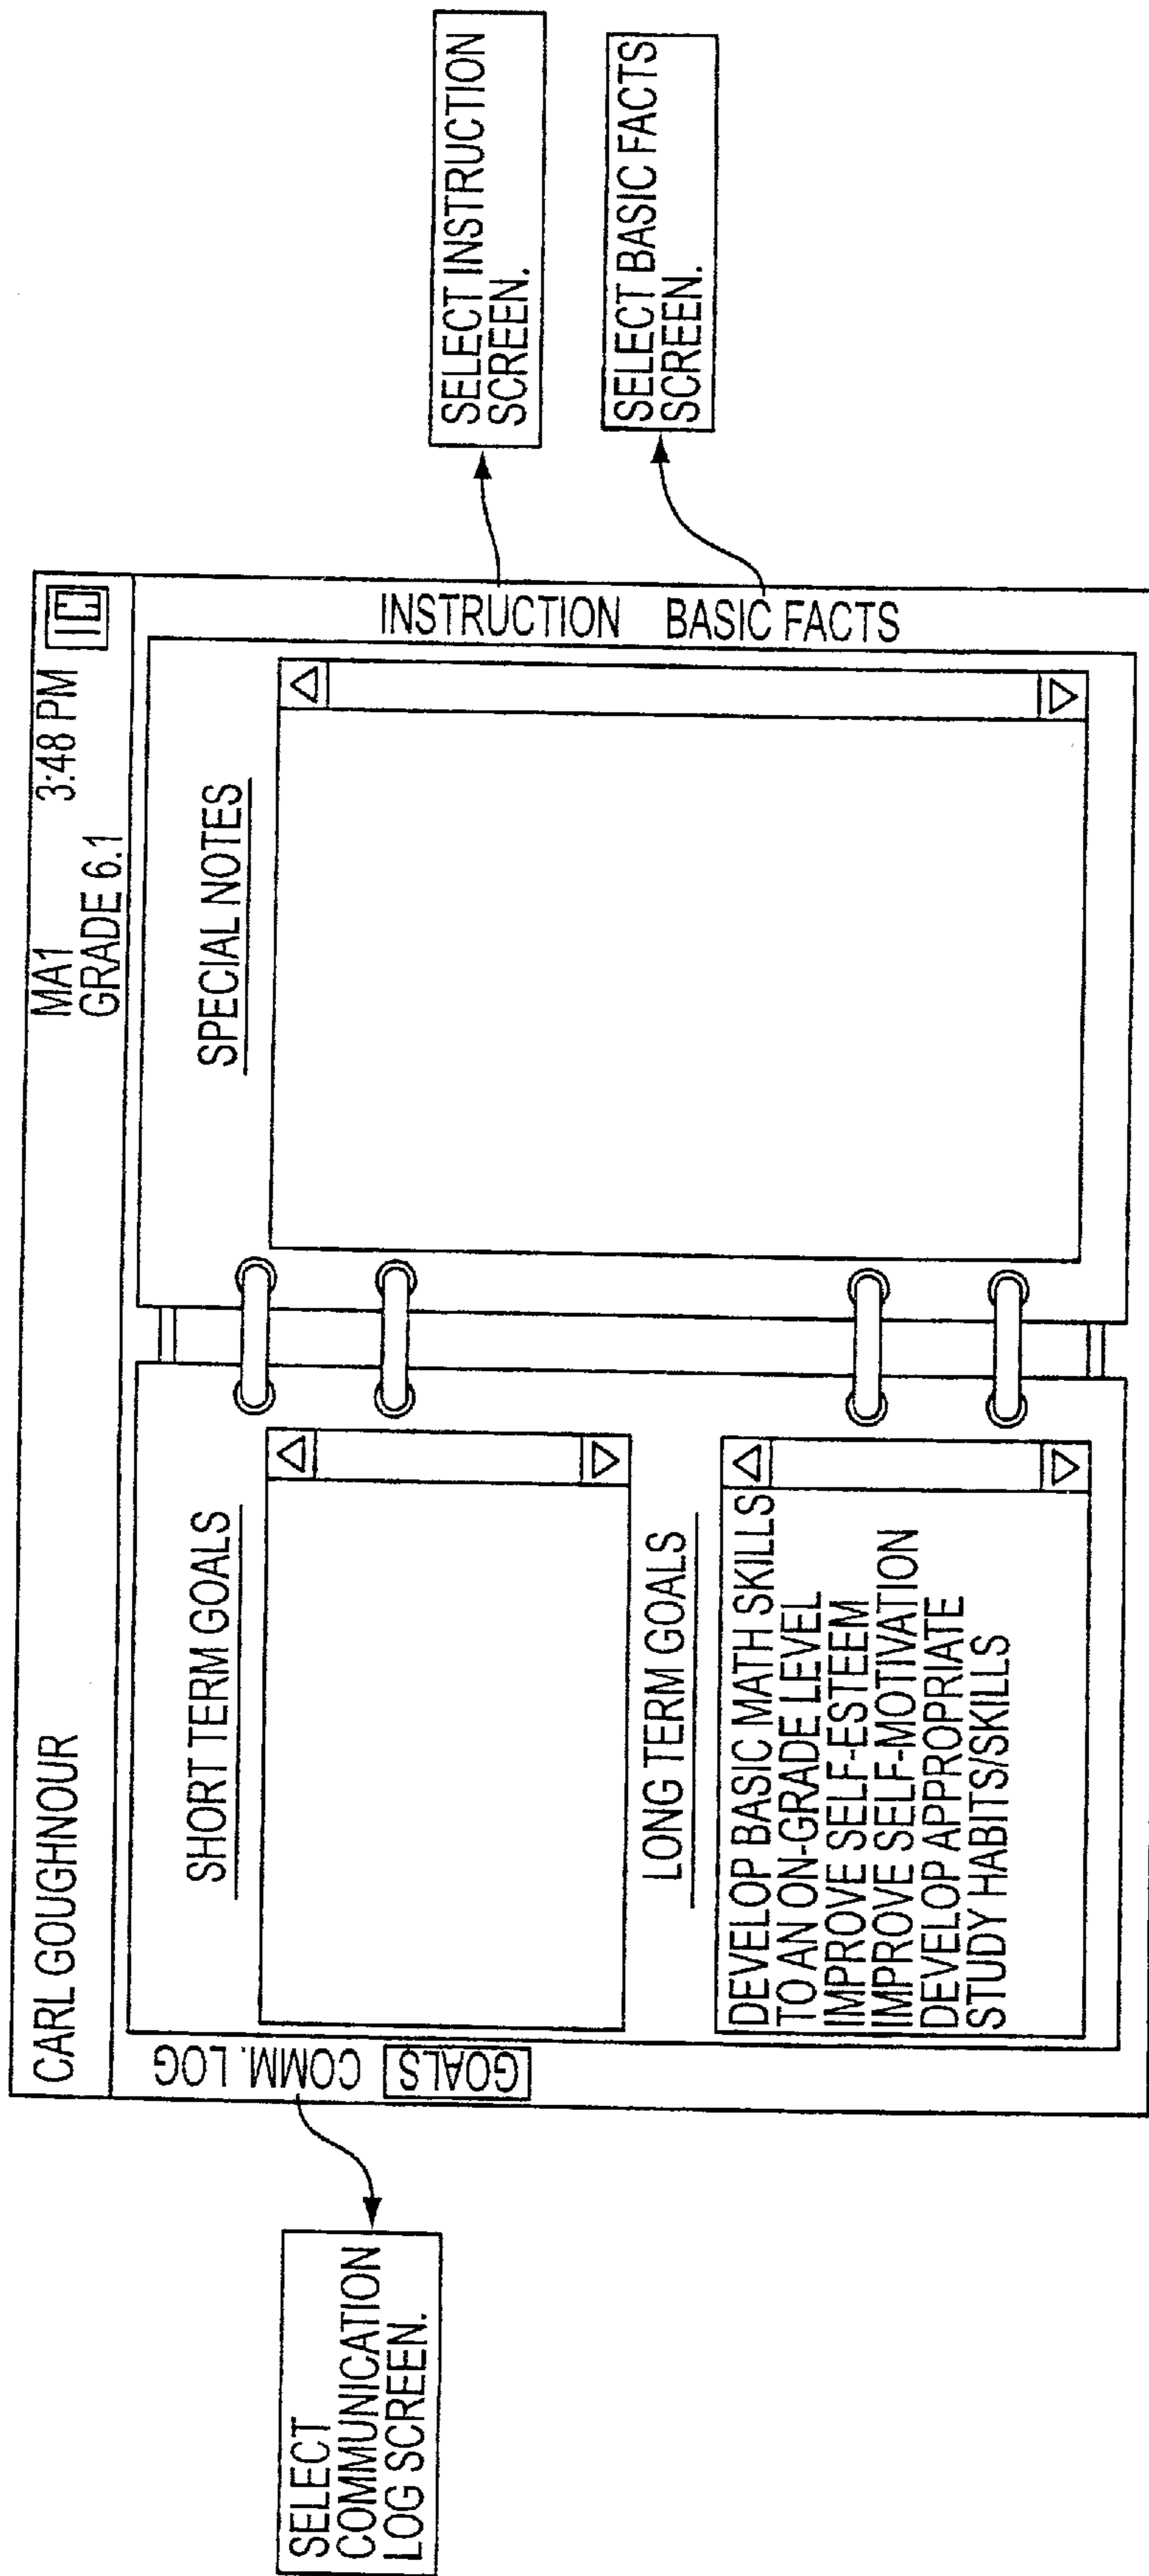 CARL GOUGHNOUR
MA1 3:48 PM
GRADE 6.1
COMM. LOG
GOALS
SHORT TERM GOALS
LONG TERM GOALS
DEVELOP BASIC MATH SKILLS
TO AN ON-GRADE LEVEL
IMPROVE SELF-ESTEEM
IMPROVE SELF-MOTIVATION
DEVELOP APPROPRIATE
STUDY HABITS/SKILLS
SPECIAL NOTES
INSTRUCTION
BASIC FACTS
SELECT
COMMUNICATION
LOG SCREEN.
SELECT INSTRUCTION
SCREEN.
SELECT BASIC FACTS
SCREEN.